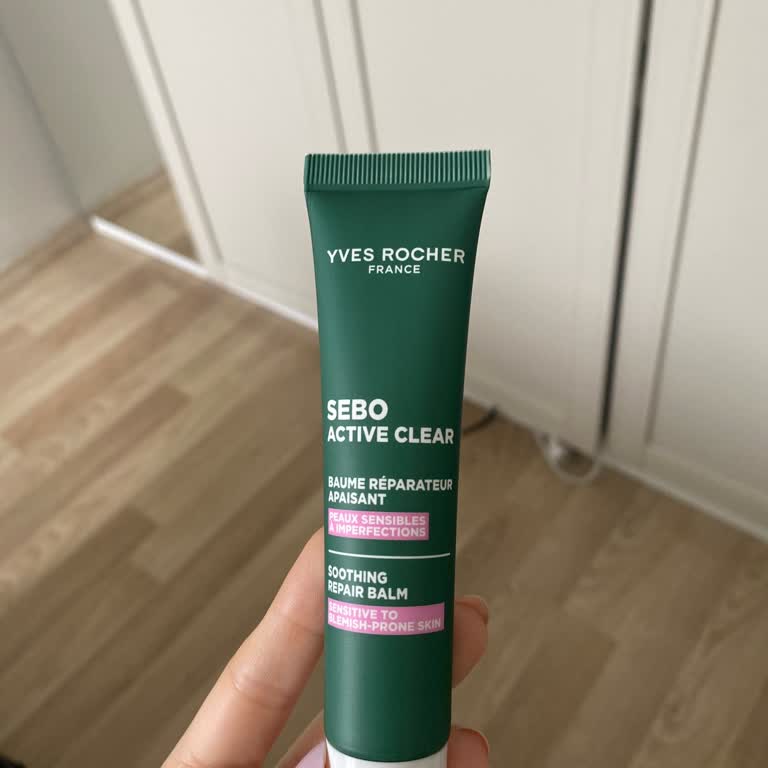 YVES ROCHER
FRANCE
SEBO
ACTIVE CLEAR
BAUME RÉPARATEUR
APAISANT
PEAUX SENSIBLES
À IMPERFECTIONS
SOOTHING
REPAIR BALM
SENSITIVE TO
BLEMISH-PRONE SKIN